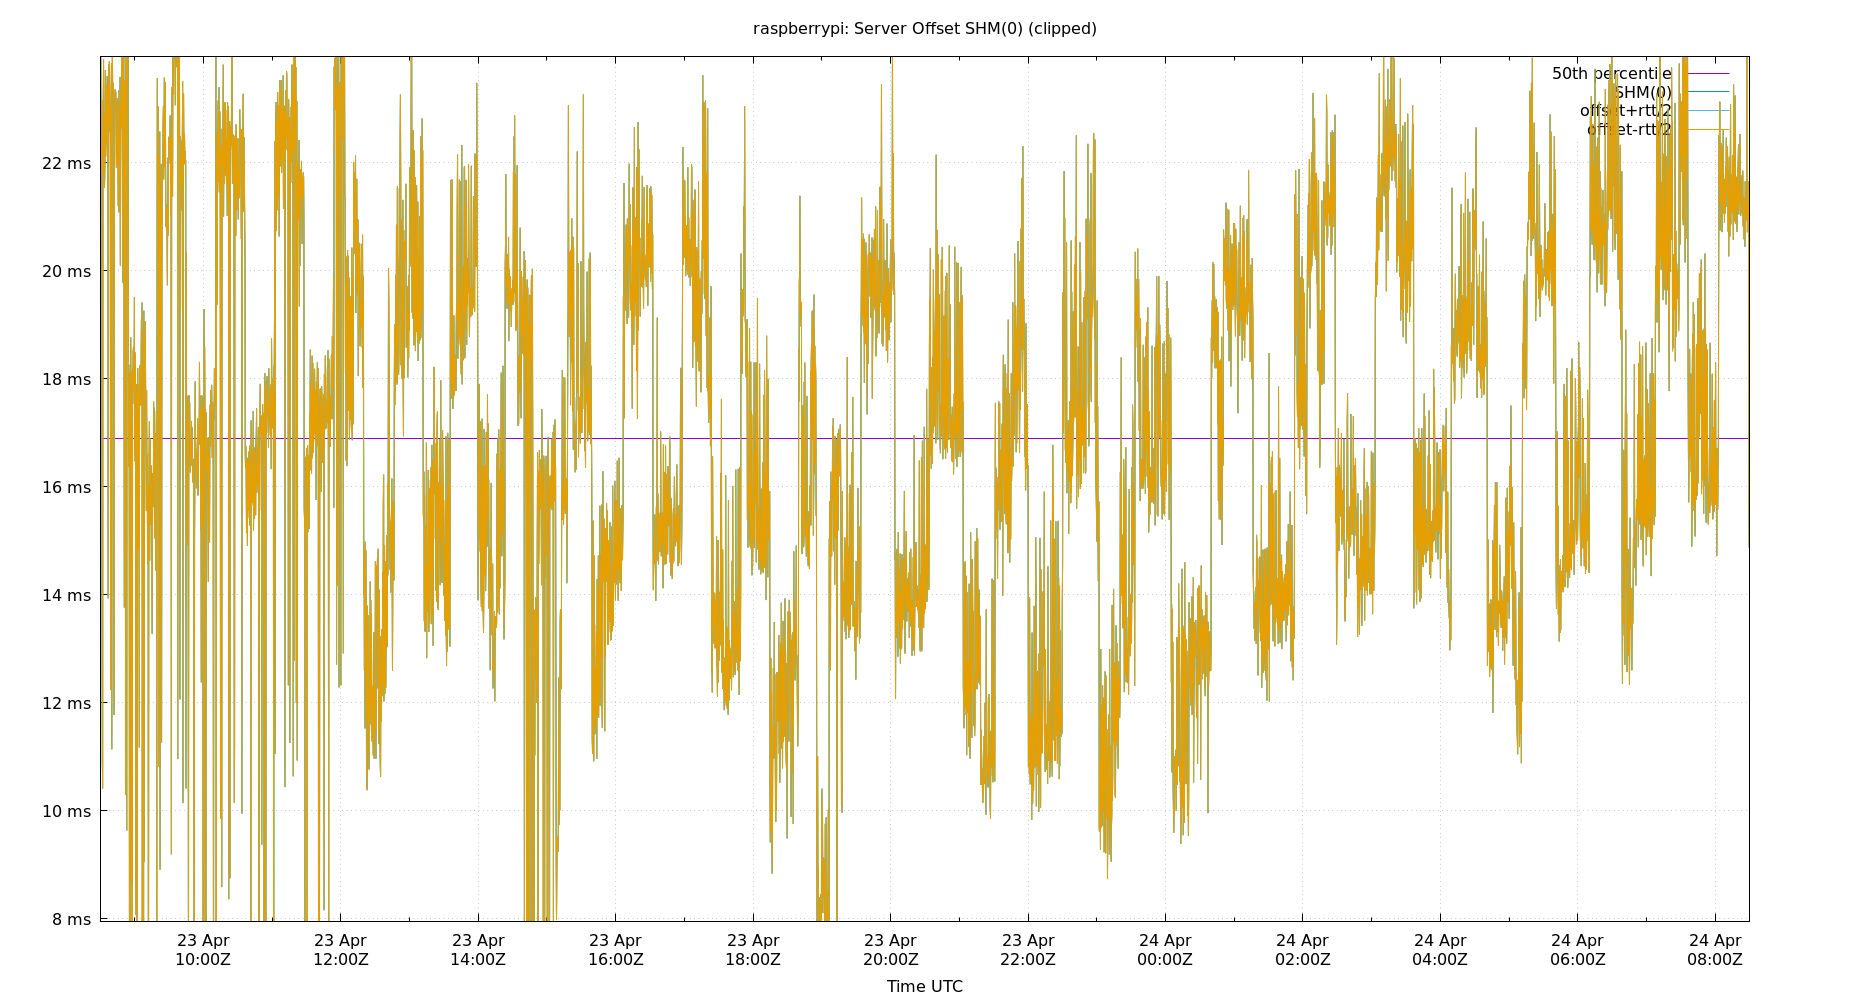 raspberrypi: Server Offset SHM(0) (clipped)
50th percentile
SHM(0)
offset+rtt/2
offset-rtt/2
22 ms
20 ms
18 ms
16 ms
14 ms
12 ms
10 ms
8 ms
23 Apr 23 Apr 23 Apr 23 Apr 23 Apr 23 Apr 23 Apr 24 Apr 24 Apr 24 Apr 24 Apr 24 Apr
10:00Z 12:00Z 14:00Z 16:00Z 18:00Z 20:00Z 22:00Z 00:00Z 02:00Z 04:00Z 06:00Z 08:00Z
Time UTC